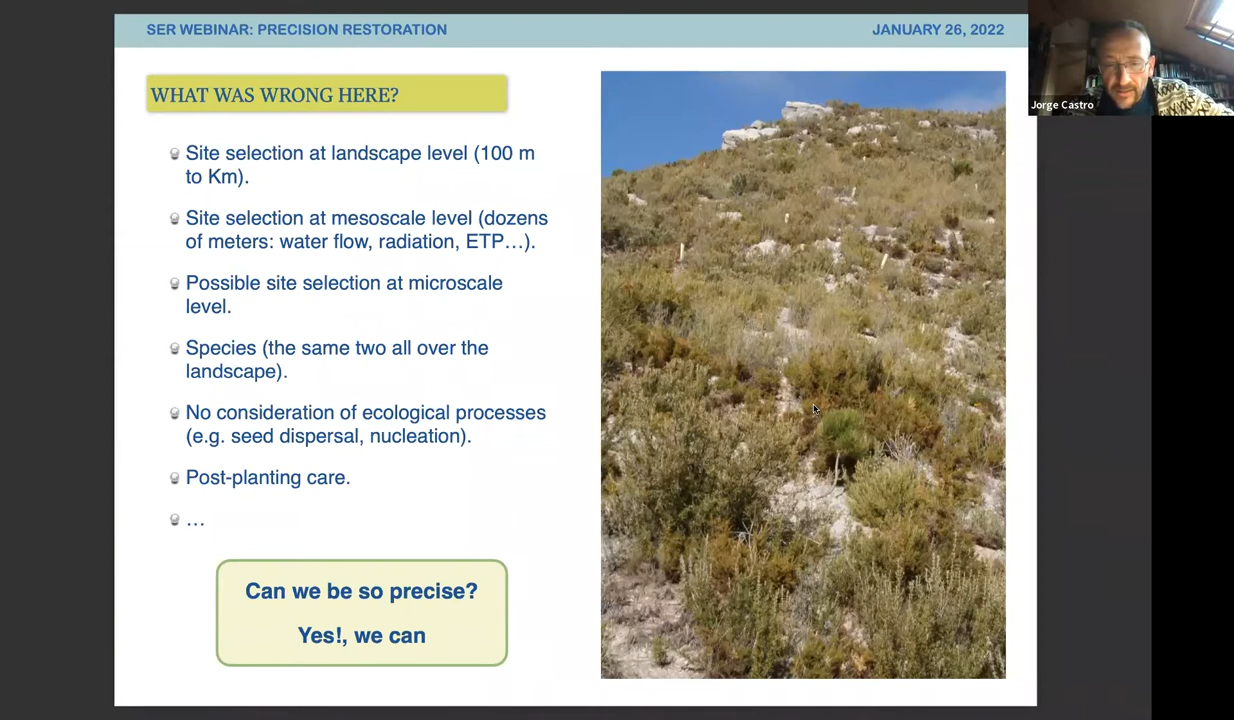 SER WEBINAR: PRECISION RESTORATION
JANUARY 26, 2022
Jorge Castro
WHAT WAS WRONG HERE?
Site selection at landscape level (100 m
to Km).
Site selection at mesoscale level (dozens
of meters: water flow, radiation, ETP…).
Possible site selection at microscale
level.
Species (the same two all over the
landscape).
No consideration of ecological processes
(e.g. seed dispersal, nucleation).
Post-planting care.
…
Can we be so precise?
Yes!, we can